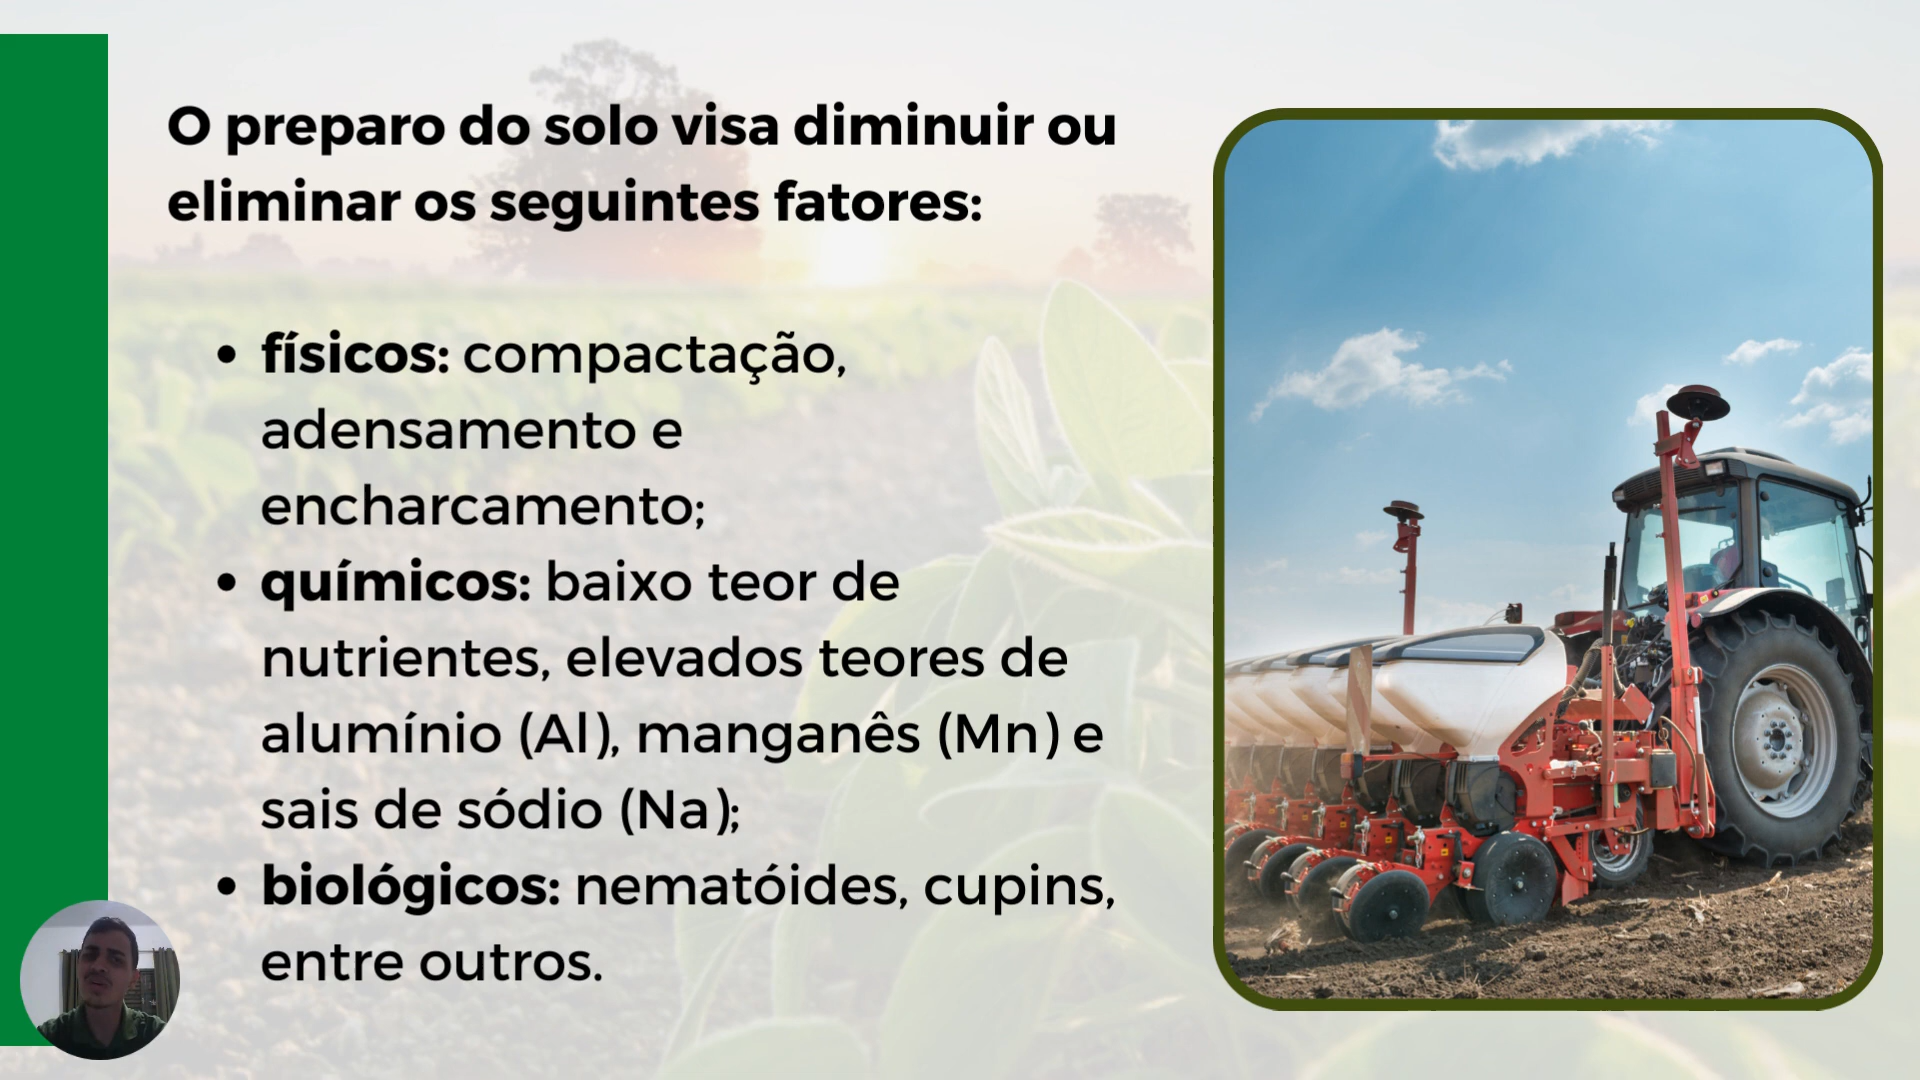 O preparo do solo visa diminuir ou
eliminar os seguintes fatores:
• físicos: compactação,
adensamento e
encharcamento;
• químicos: baixo teor de
nutrientes, elevados teores de
alumínio (Al), manganês (Mn) e
sais de sódio (Na);
• biológicos: nematóides, cupins,
entre outros.